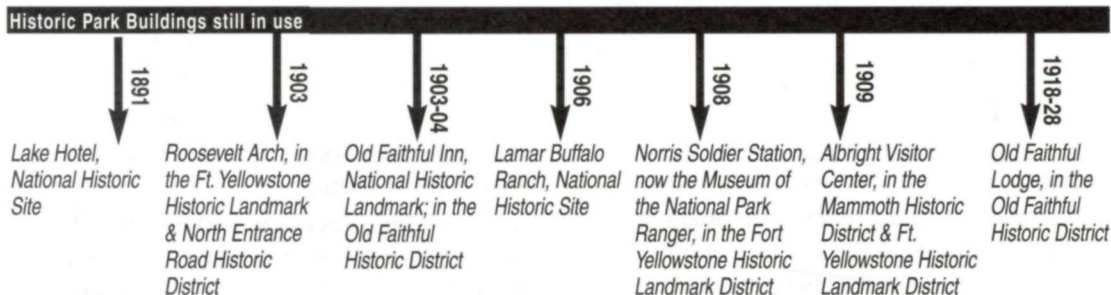 Historic Park Buildings still in use
1891
1903
1903-04
1906
1908
1909
1918-28
Lake Hotel,
National Historic
Site
Roosevelt Arch, in
the Ft. Yellowstone
Historic Landmark
& North Entrance
Road Historic
District
Old Faithful Inn,
National Historic
Landmark; in the
Old Faithful
Historic District
Lamar Buffalo
Ranch, National
Historic Site
Norris Soldier Station,
now the Museum of
the National Park
Ranger, in the Fort
Yellowstone Historic
Landmark District
Albright Visitor
Center, in the
Mammoth Historic
District & Ft.
Yellowstone Historic
Landmark District
Old Faithful
Lodge, in the
Old Faithful
Historic District